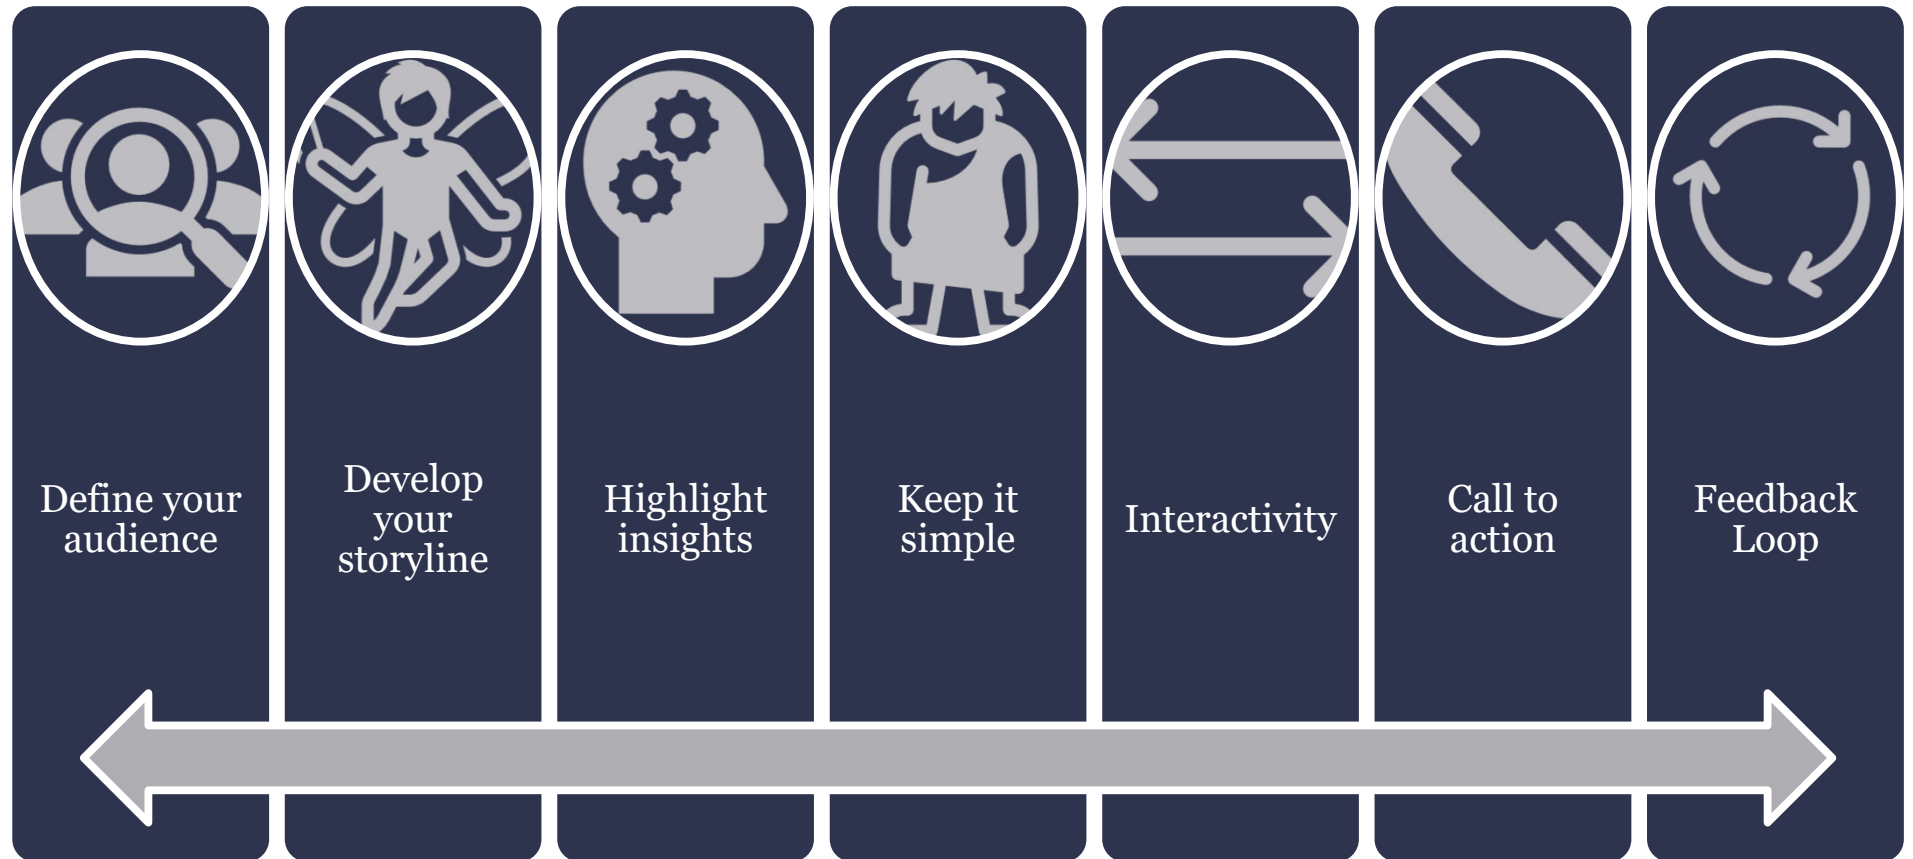 Define your
audience
Develop
your
storyline
Highlight
insights
Keep it
simple
Interactivity
Call to
action
Feedback
Loop